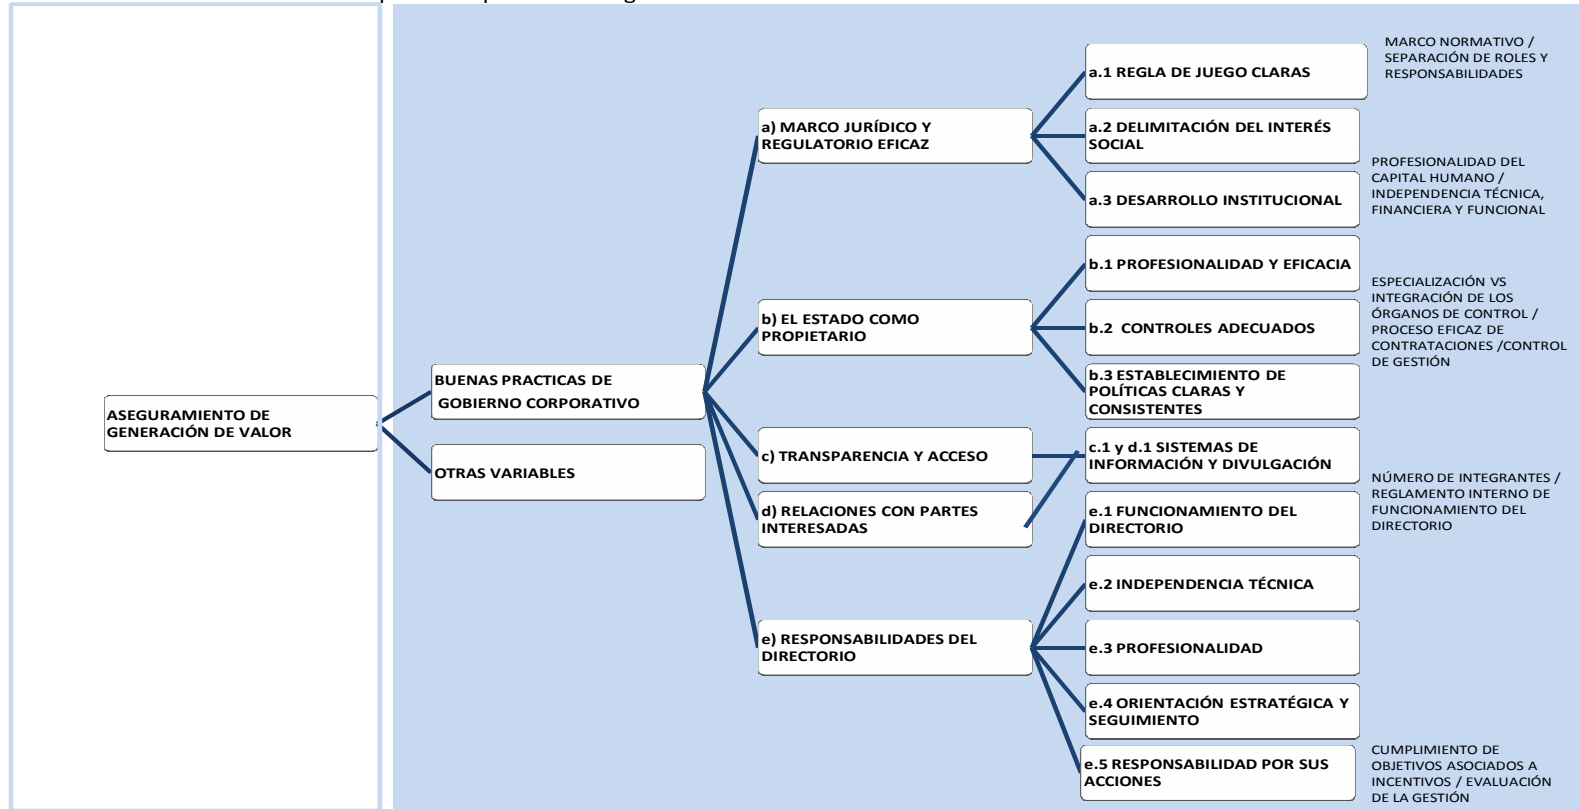 MARCO NORMATIVO /
SEPARACIÓN DE ROLES Y
RESPONSABILIDADES
a.1 REGLA DE JUEGO CLARAS
a) MARCO JURÍDICO Y
REGULATORIO EFICAZ
a.2 DELIMITACIÓN DEL INTERÉS
SOCIAL
PROFESIONALIDAD DEL
CAPITAL HUMANO /
INDEPENDENCIA TÉCNICA,
FINANCIERA Y FUNCIONAL
a.3 DESARROLLO INSTITUCIONAL
b.1 PROFESIONALIDAD Y EFICACIA
ESPECIALIZACIÓN VS
INTEGRACIÓN DE LOS
ÓRGANOS DE CONTROL /
PROCESO EFICAZ DE
CONTRATACIONES /CONTROL
DE GESTIÓN
b) EL ESTADO COMO
PROPIETARIO
b.2 CONTROLES ADECUADOS
b.3 ESTABLECIMIENTO DE
POLÍTICAS CLARAS Y
CONSISTENTES
BUENAS PRACTICAS DE
GOBIERNO CORPORATIVO
ASEGURAMIENTO DE
GENERACIÓN DE VALOR
OTRAS VARIABLES
c) TRANSPARENCIA Y ACCESO
c.1 y d.1 SISTEMAS DE
INFORMACIÓN Y DIVULGACIÓN
NÚMERO DE INTEGRANTES /
REGLAMENTO INTERNO DE
FUNCIONAMIENTO DEL
DIRECTORIO
d) RELACIONES CON PARTES
INTERESADAS
e.1 FUNCIONAMIENTO DEL
DIRECTORIO
e.2 INDEPENDENCIA TÉCNICA
e) RESPONSABILIDADES DEL
DIRECTORIO
e.3 PROFESIONALIDAD
e.4 ORIENTACIÓN ESTRATÉGICA Y
SEGUIMIENTO
e.5 RESPONSABILIDAD POR SUS
ACCIONES
CUMPLIMIENTO DE
OBJETIVOS ASOCIADOS A
INCENTIVOS / EVALUACIÓN
DE LA GESTIÓN